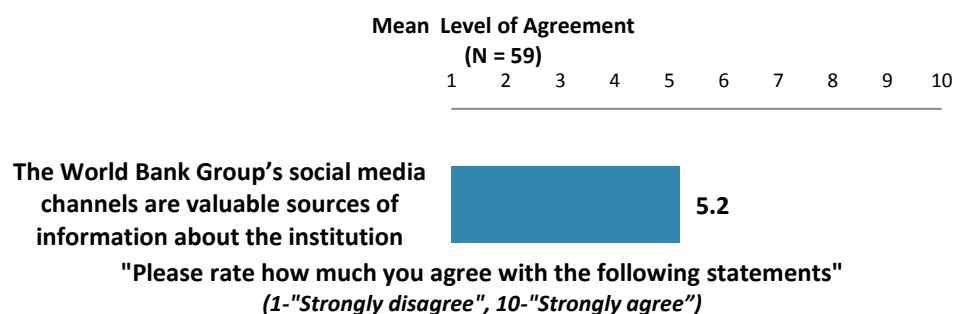 Mean Level of Agreement
(N = 59)
1 2 3 4 5 6 7 8 9 10
The World Bank Group’s social media
channels are valuable sources of
information about the institution
5.2
"Please rate how much you agree with the following statements"
(1-"Strongly disagree", 10-"Strongly agree”)